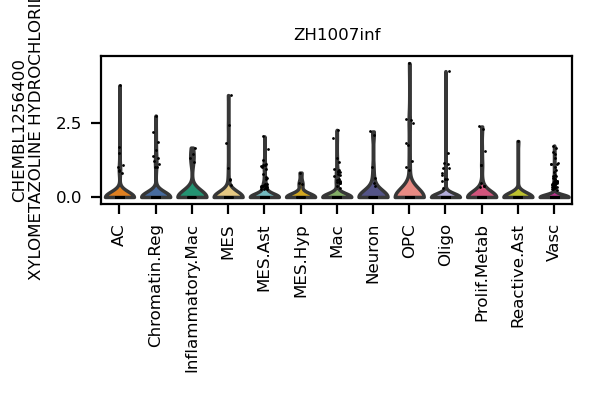 ZH1007inf
CHEMBL1256400
XYLOMETAZOLINE
2.5
0.0
AC
Chromatin.Reg
Inflammatory.Mac
MES
MES.Ast
MES.Hyp
Mac
Neuron
OPC
Oligo
Prolif.Metab
Reactive.Ast
Vasc